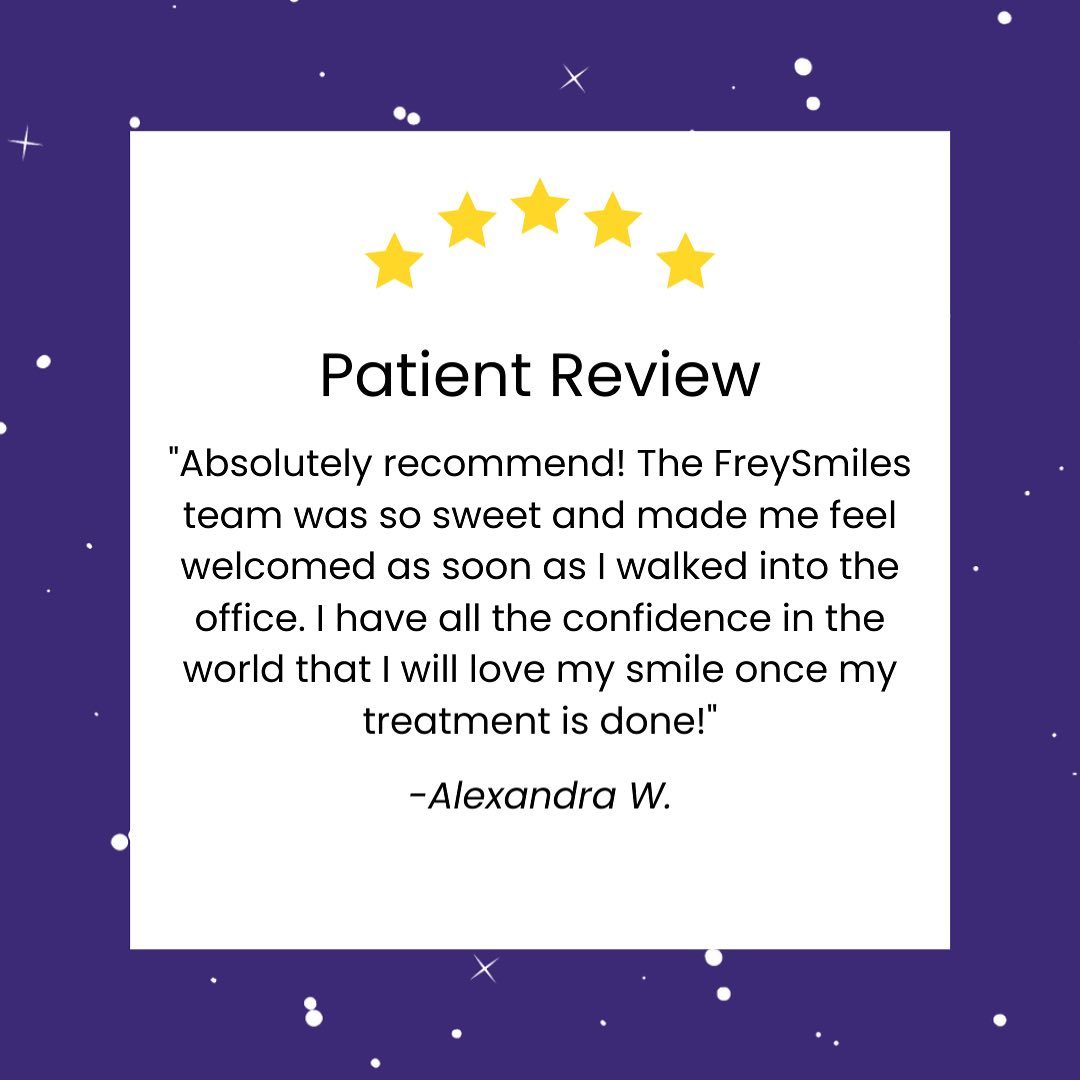 Patient Review
"Absolutely recommend! The FreySmiles
team was so sweet and made me feel
welcomed as soon as I walked into the
office. I have all the confidence in the
world that I will love my smile once my
treatment is done!"
-Alexandra W.